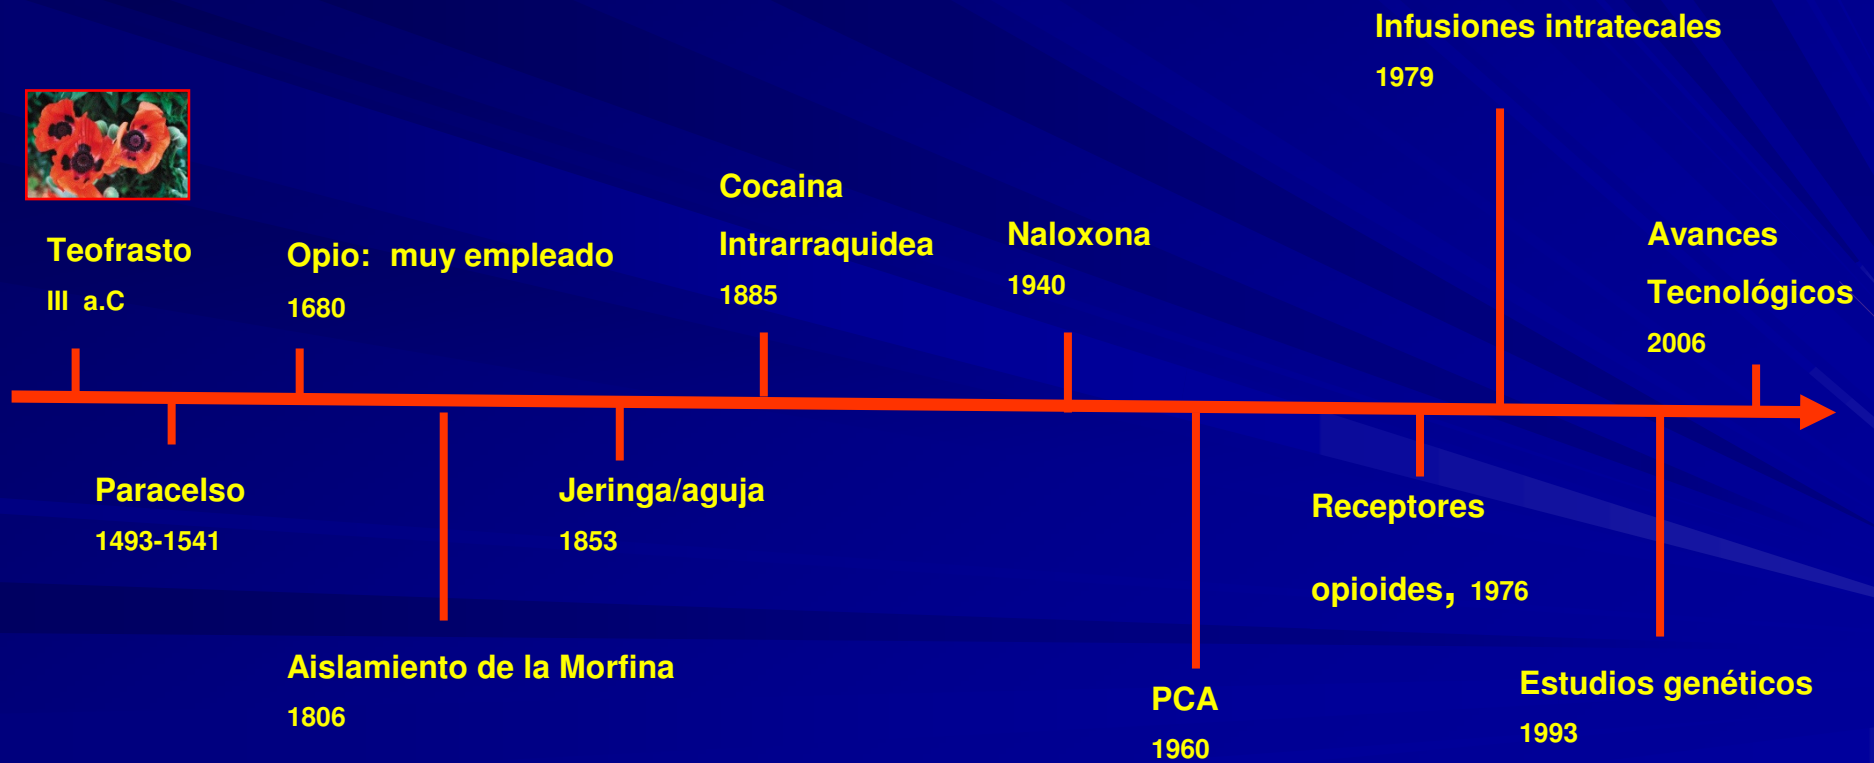 Teofrasto
III a.C
Paracelso
1493-1541
Opio: muy empleado
1680
Aislamiento de la Morfina
1806
Jeringa/aguja
1853
Cocaina
Intrarraquidea
1885
Naloxona
1940
PCA
1960
Receptores
opioides, 1976
Infusiones intratecales
1979
Estudios genéticos
1993
Avances
Tecnológicos
2006